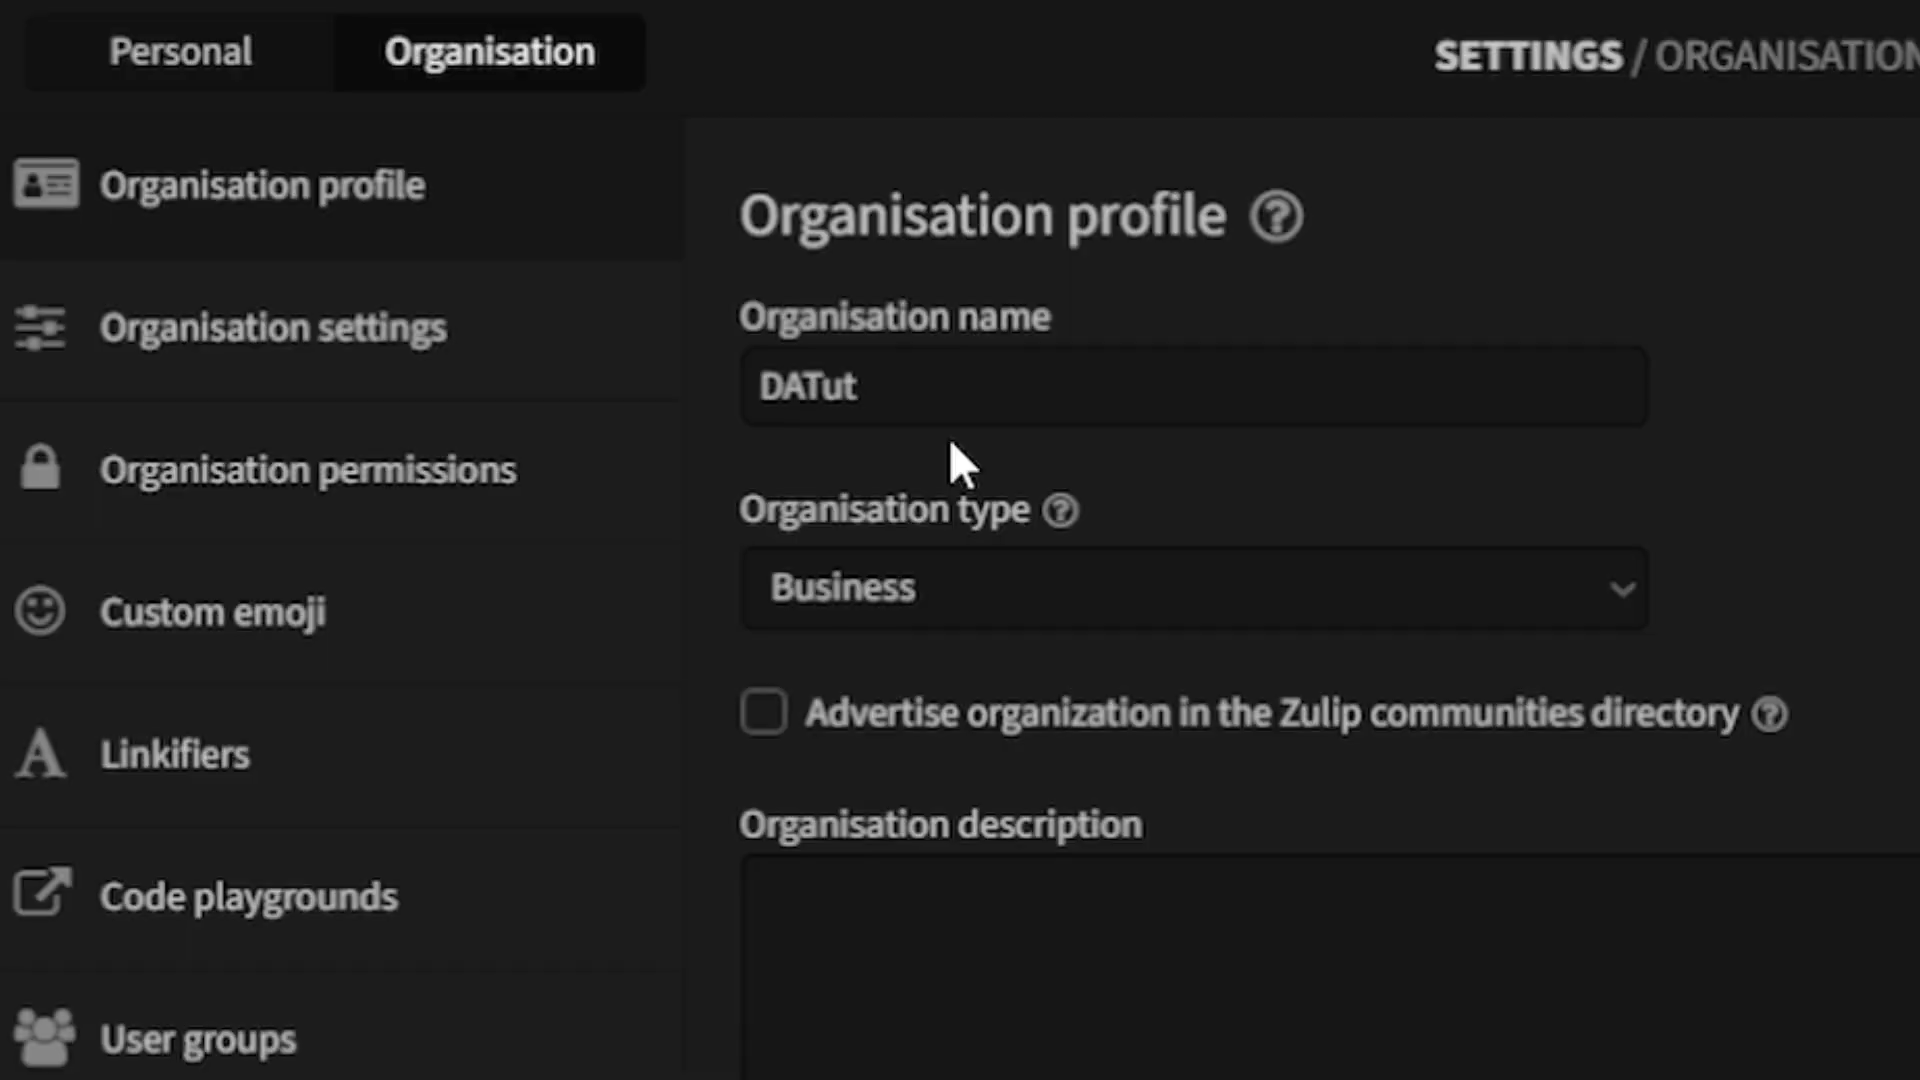 Personal
Organisation
SETTINGS / ORGANISATION
Organisation profile
Organisation settings
Organisation permissions
Custom emoji
Linkifiers
Code playgrounds
User groups
Organisation profile
Organisation name
DATut
Organisation type
Business
Advertise organization in the Zulip communities directory
Organisation description